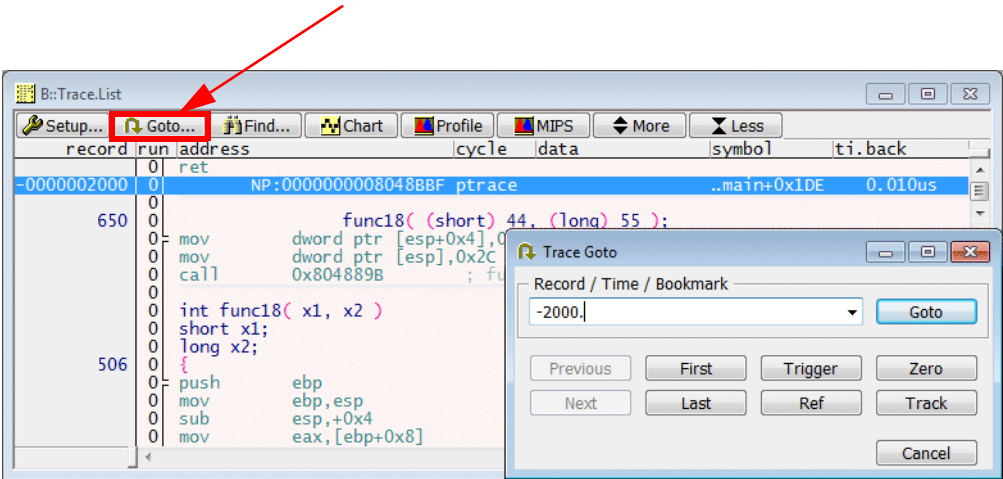 B::Trace.List
Setup... Goto... Find... Chart Profile MIPS More Less
record run address cycle data symbol ti.back
0 ret
-0000002000 0 NP:0000000008048BBF ptrace ..main+0x1DE 0.010us
0
650 0 func18( (short) 44, (long) 55 );
0 mov dword ptr [esp+0x4],0
0 mov dword ptr [esp],0x2C
0 call 0x804889B ; fu
0
0 int func18( x1, x2 )
0 short x1;
0 long x2;
506 0 {
0 push ebp
0 mov ebp,esp
0 sub esp,+0x4
0 mov eax,[ebp+0x8]
Trace Goto
Record / Time / Bookmark
-2000.
Goto
Previous First Trigger Zero
Next Last Ref Track
Cancel